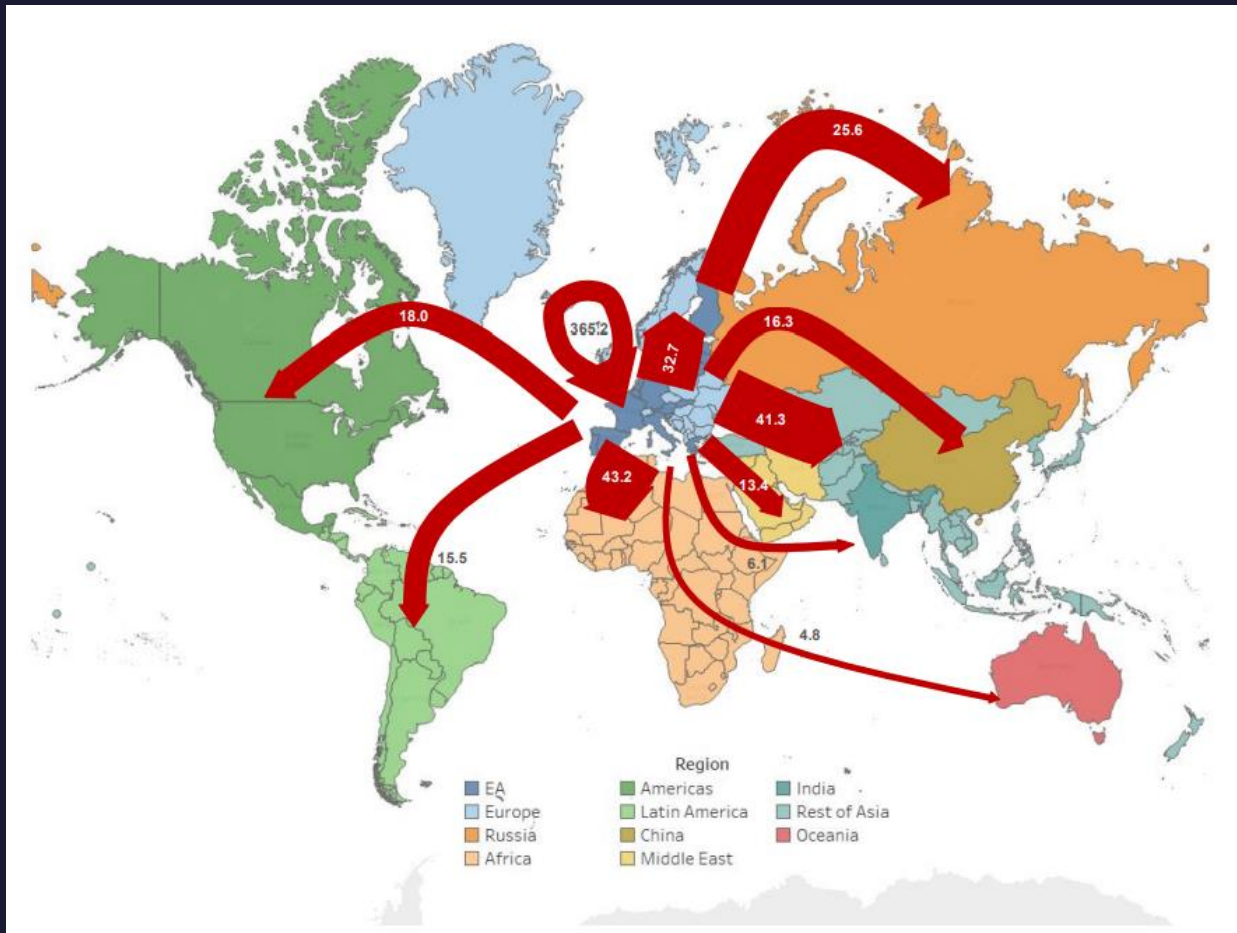 25.6
18.0
365.2
32.7
16.3
41.3
43.2
13.4
15.5
6.1
4.8
Region
EA
Americas
India
Europe
Latin America
Rest of Asia
Russia
China
Oceania
Africa
Middle East